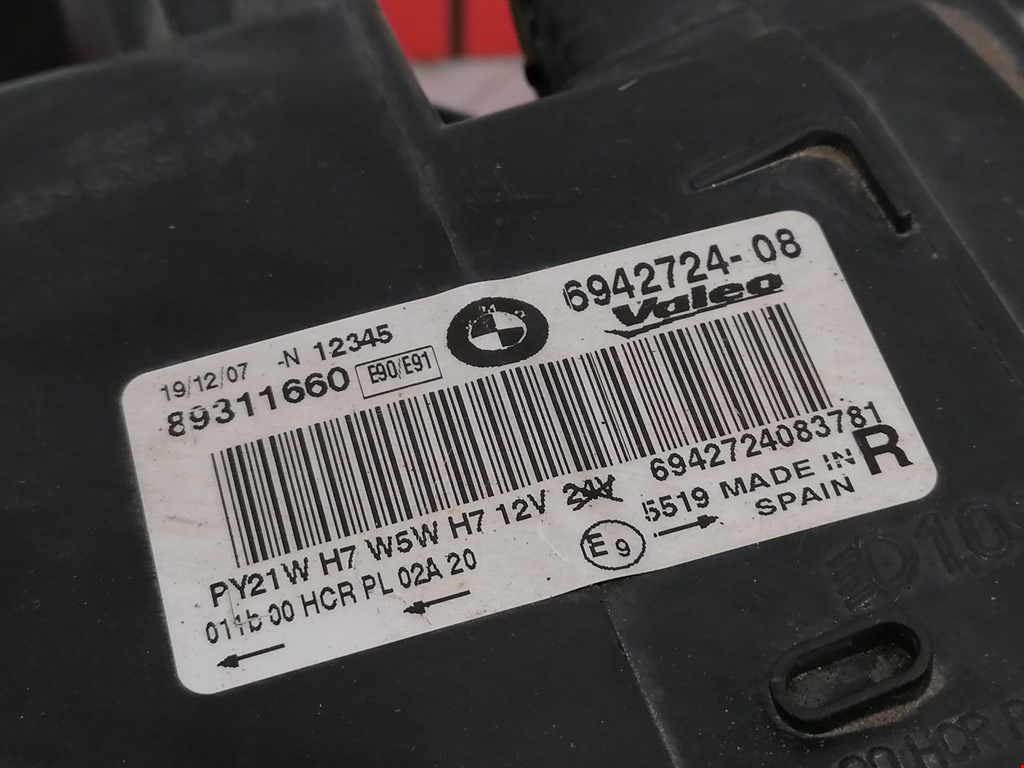 6942724-08
Valeo
19/12/07 -N 12345
89311660 E90/E91
6942724083781
PY21W H7 W5W H7 12V 24V
5519 MADE IN R
SPAIN
011b 00 HCR PL 02A 20
E9